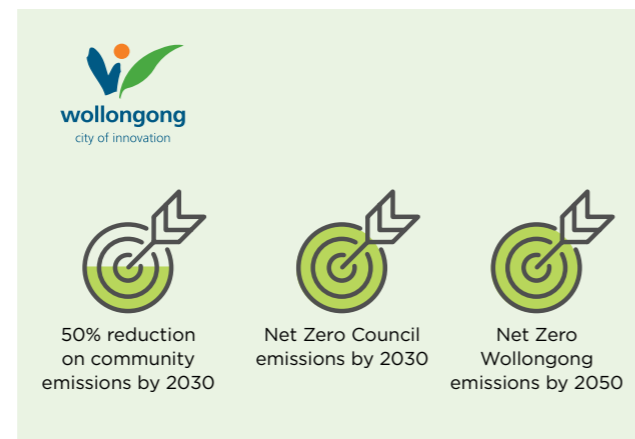 wollongong
city of innovation
50% reduction
on community
emissions by 2030
Net Zero Council
emissions by 2030
Net Zero
Wollongong
emissions by 2050